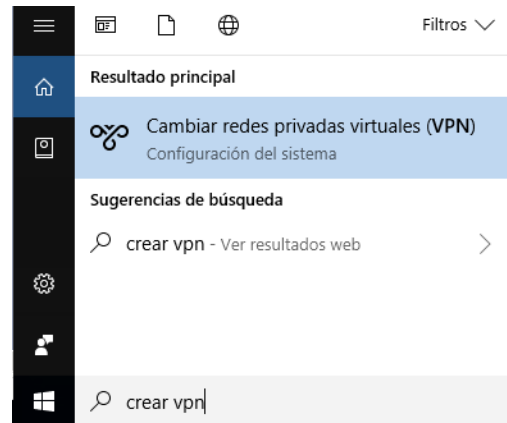 Filtros
Resultado principal
Cambiar redes privadas virtuales (VPN)
Configuración del sistema
Sugerencias de búsqueda
crear vpn - Ver resultados web
crear vpn